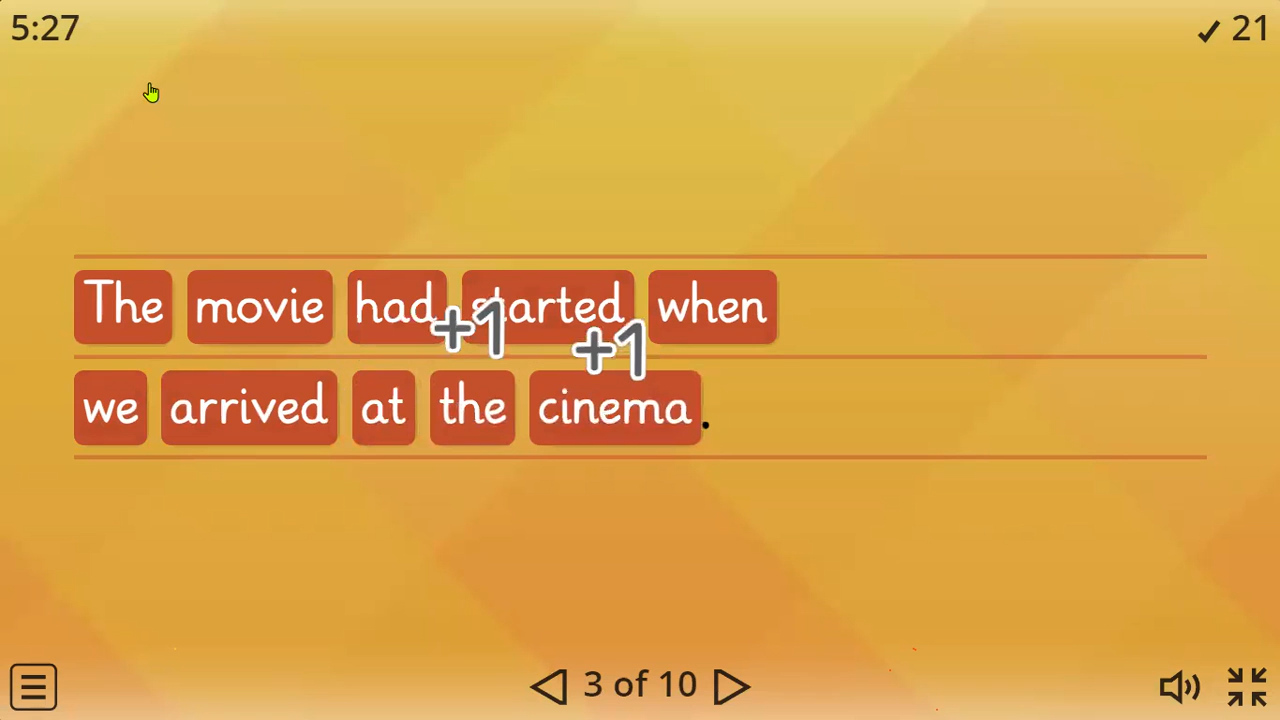 5:27
✓ 21
The movie had started when
+1
+1
we arrived at the cinema.
3 of 10